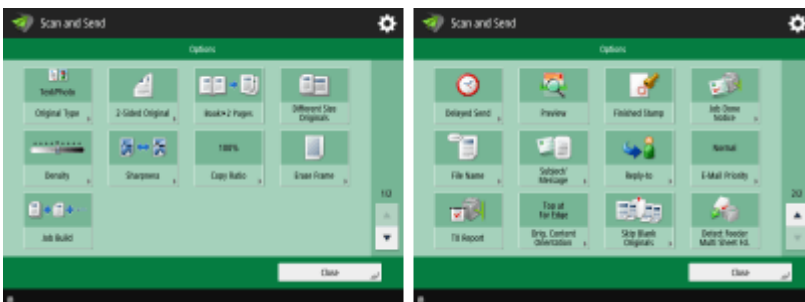 Scan and Send
Options
Text/Photo
Original Type
2-Sided Original
Book▸2 Pages
Different Size
Originals
Density
Sharpness
100%
Copy Ratio
Erase Frame
Job Build
1/2
Close
Scan and Send
Options
Delayed Send
Preview
Finished Stamp
Job Done
Notice
File Name
Subject/
Message
Reply-to
Normal
E-Mail Priority
TX Report
Top at
Far Edge
Orig. Content
Orientation
Skip Blank
Originals
Detect Feeder
Multi Sheet Fd.
2/2
Close